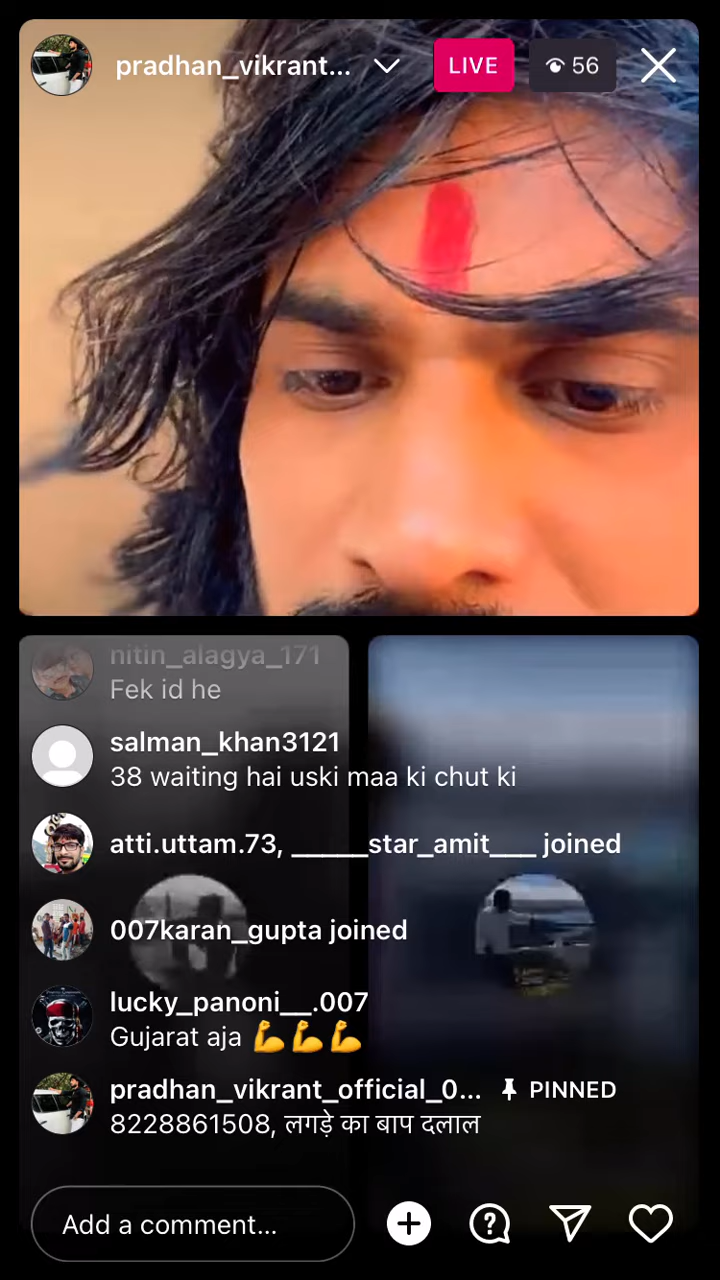 pradhan_vikrant...
LIVE
56
nitin_alagya_171
Fek id he
salman_khan3121
38 waiting hai uski maa ki chut ki
atti.uttam.73, ______star_amit___ joined
007karan_gupta joined
lucky_panoni__.007
Gujarat aja 💪💪💪
pradhan_vikrant_official_0... PINNED
8228861508, लगड़े का बाप दलाल
Add a comment...